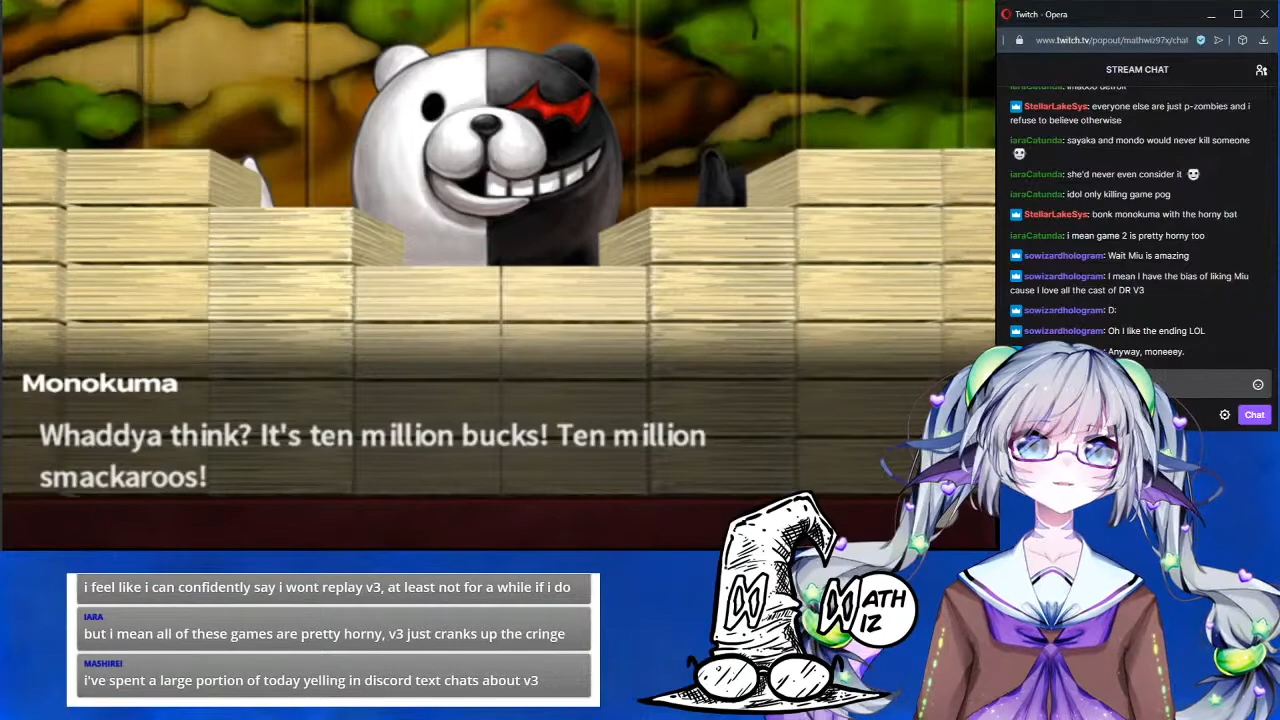 Twitch - Opera
www.twitch.tv/popout/mathwiz97x/chat
STREAM CHAT
StellarLakeSys: everyone else are just p-zombies and i
refuse to believe otherwise
iaraCatunda: sayaka and mondo would never kill someone
iaraCatunda: she'd never even consider it
iaraCatunda: idol only killing game pog
StellarLakeSys: bonk monokuma with the horny bat
iaraCatunda: i mean game 2 is pretty horny too
sowizardhologram: Wait Miu is amazing
sowizardhologram: I mean I have the bias of liking Miu
cause I love all the cast of DR V3
sowizardhologram: D:
sowizardhologram: Oh I like the ending LOL
Anyway, moneeey.
Chat
Monokuma
Whaddya think? It's ten million bucks! Ten million
smackaroos!
i feel like i can confidently say i wont replay v3, at least not for a while if i do
IARA
but i mean all of these games are pretty horny, v3 just cranks up the cringe
MASHIREI
i've spent a large portion of today yelling in discord text chats about v3
MATH
WIZ